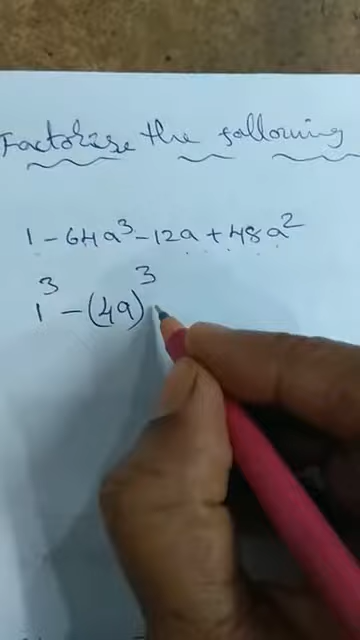 Factorise the following
1 - 64a³ - 12a + 48a²
1³ - (4a)³